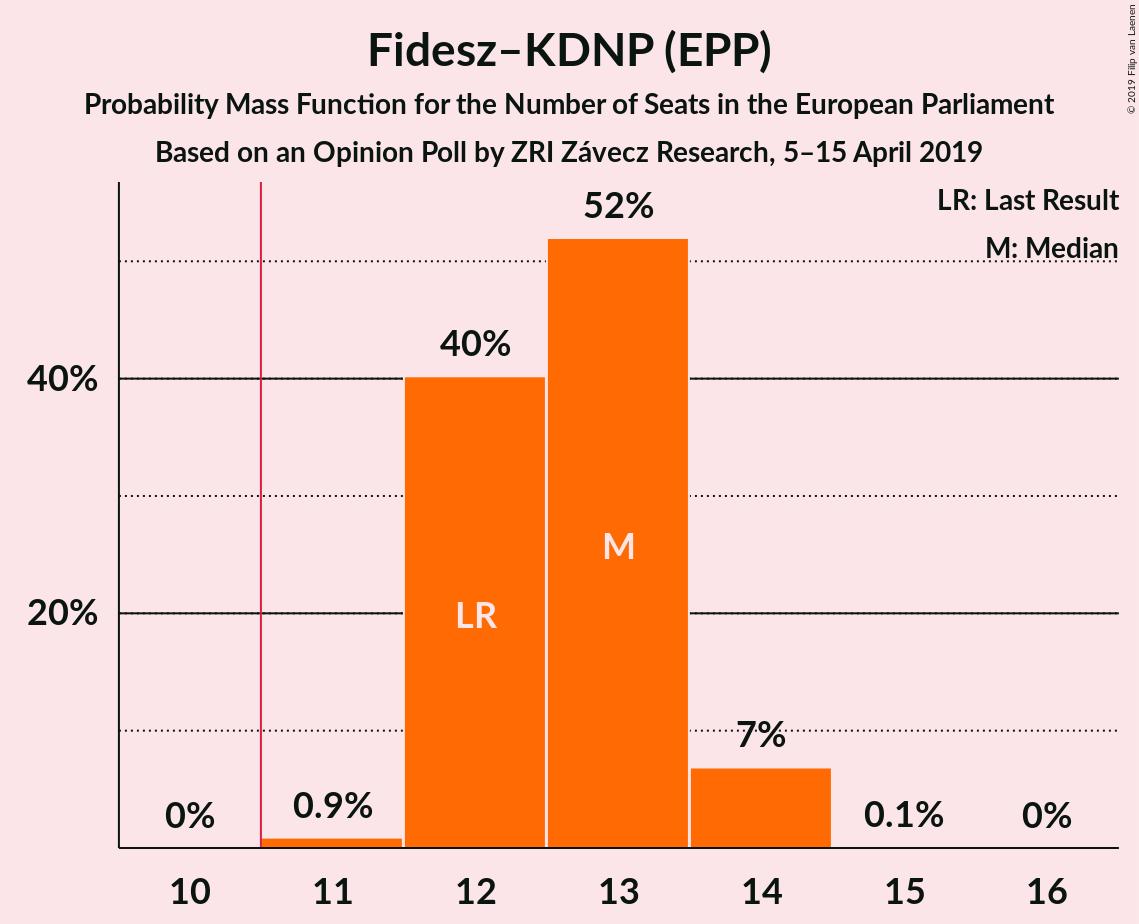 Fidesz–KDNP (EPP)
Probability Mass Function for the Number of Seats in the European Parliament
Based on an Opinion Poll by ZRI Závecz Research, 5–15 April 2019
© 2019 Filip van Laenen
LR: Last Result
M: Median
52%
40%
40%
M
LR
20%
7%
0%
0.9%
0.1%
0%
10 11 12 13 14 15 16